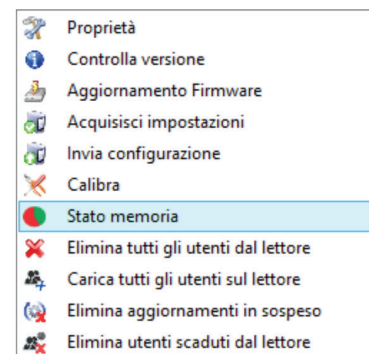 Proprietà
Controlla versione
Aggiornamento Firmware
Acquisisci impostazioni
Invia configurazione
Calibra
Stato memoria
Elimina tutti gli utenti dal lettore
Carica tutti gli utenti sul lettore
Elimina aggiornamenti in sospeso
Elimina utenti scaduti dal lettore